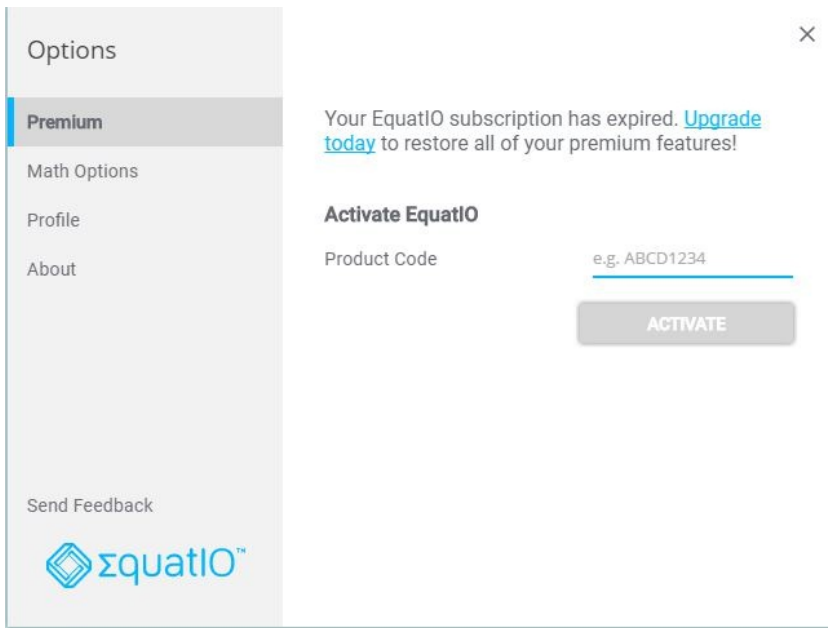 Options
Premium
Math Options
Profile
About
Send Feedback
ΣquatIO™
Your EquatIO subscription has expired. Upgrade
today to restore all of your premium features!
Activate EquatIO
Product Code
e.g. ABCD1234
ACTIVATE